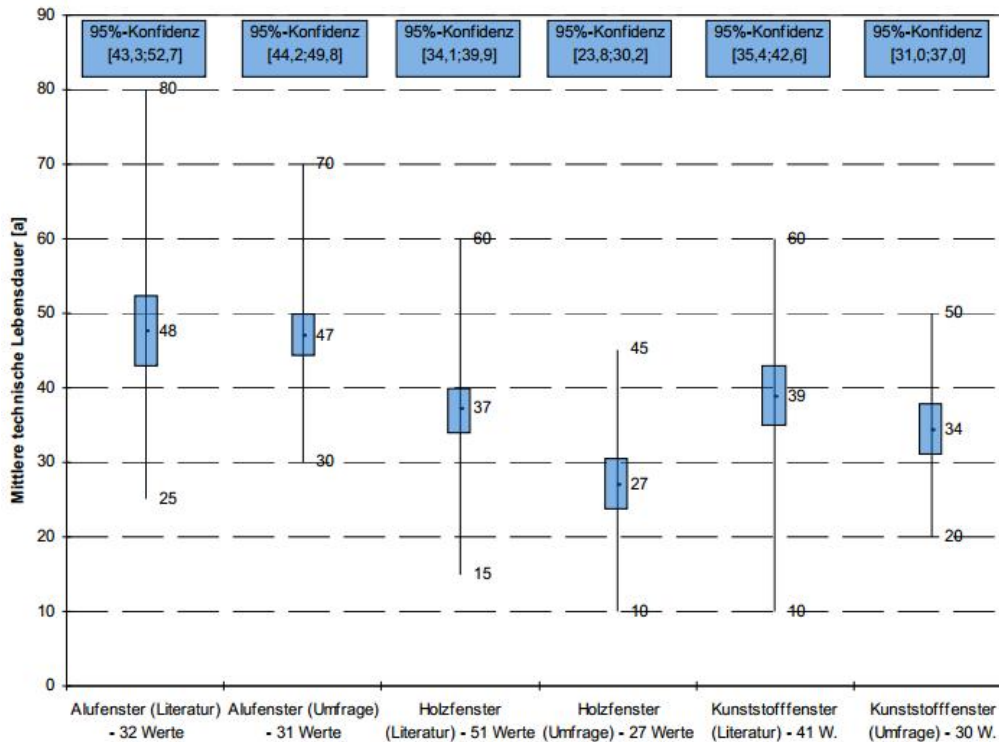 90
95%-Konfidenz
[43,3;52,7]
95%-Konfidenz
[44,2;49,8]
95%-Konfidenz
[34,1;39,9]
95%-Konfidenz
[23,8;30,2]
95%-Konfidenz
[35,4;42,6]
95%-Konfidenz
[31,0;37,0]
80
70
60
50
40
30
20
10
0
Mittlere technische Lebensdauer [a]
80
48
25
70
47
30
60
37
15
45
27
10
60
39
10
50
34
20
Alufenster (Literatur)
- 32 Werte
Alufenster (Umfrage)
- 31 Werte
Holzfenster
(Literatur) - 51 Werte
Holzfenster
(Umfrage) - 27 Werte
Kunststofffenster
(Literatur) - 41 W.
Kunststofffenster
(Umfrage) - 30 W.